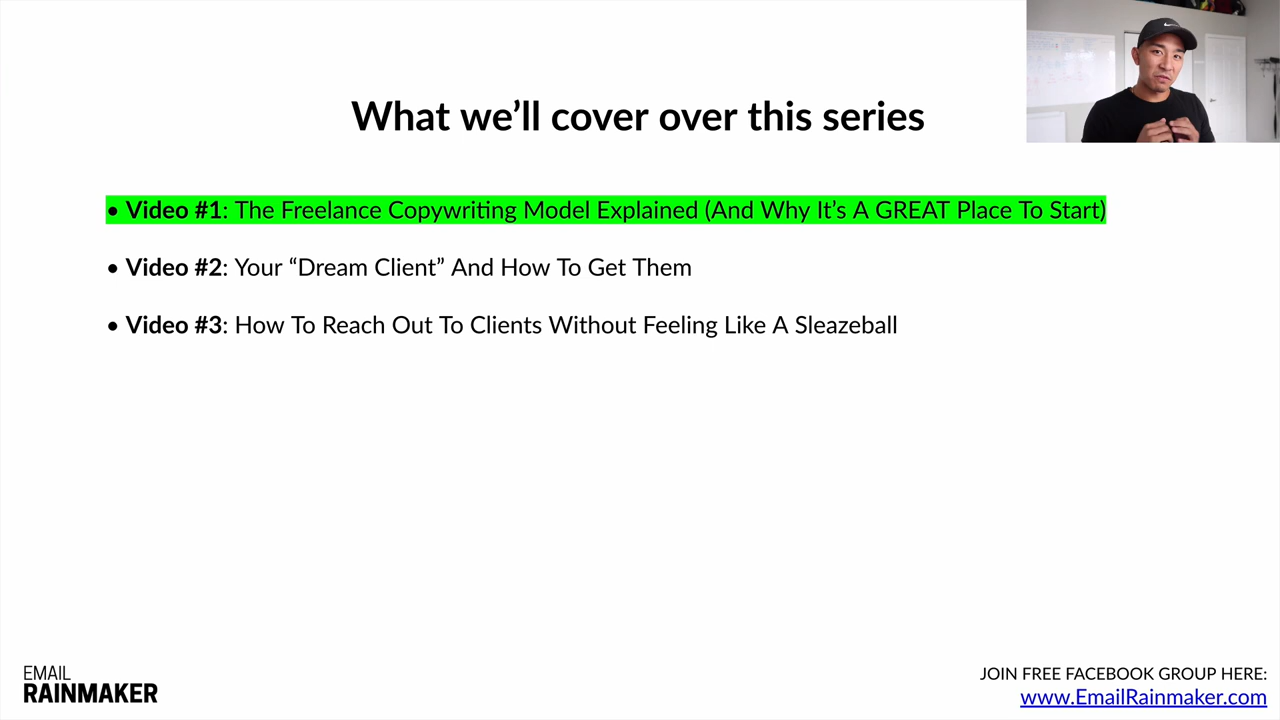 What we’ll cover over this series
• Video #1: The Freelance Copywriting Model Explained (And Why It’s A GREAT Place To Start)
• Video #2: Your “Dream Client” And How To Get Them
• Video #3: How To Reach Out To Clients Without Feeling Like A Sleazeball
EMAIL
RAINMAKER
JOIN FREE FACEBOOK GROUP HERE:
www.EmailRainmaker.com